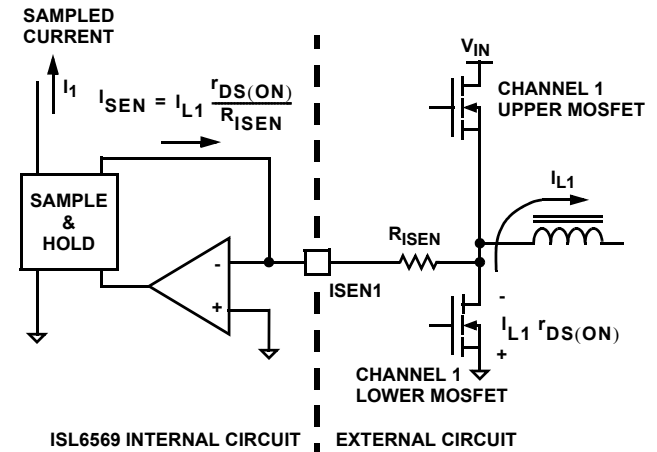 SAMPLED
CURRENT
I1
ISEN = IL1 rDS(ON)
RISEN
SAMPLE
&
HOLD
-
+
ISEN1
RISEN
VIN
CHANNEL 1
UPPER MOSFET
IL1
-
IL1 rDS(ON)
+
CHANNEL 1
LOWER MOSFET
ISL6569 INTERNAL CIRCUIT
EXTERNAL CIRCUIT